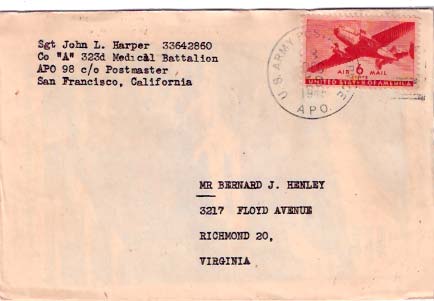 Sgt John L. Harper 33642860
Co "A" 323d Medical Battalion
APO 98 c/o Postmaster
San Francisco, California
U.S. ARMY
A.P.O.
AIR 6 MAIL
CENTS
UNITED STATES OF AMERICA
MR BERNARD J. HENLEY
3217 FLOYD AVENUE
RICHMOND 20,
VIRGINIA